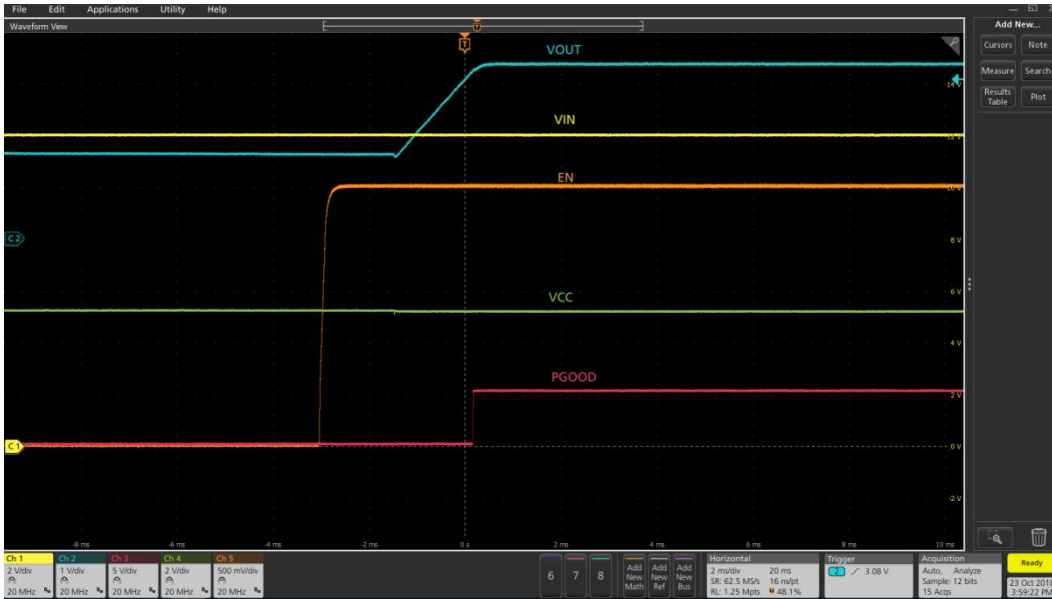 File Edit Applications Utility Help
Waveform View
Add New...
T
T
VOUT
Cursors Note
Measure Search
14 V
Results Table Plot
VIN
12 V
EN
10 V
C 2
8 V
6 V
VCC
4 V
PGOOD
2 V
C 1
0 V
-2 V
-8 ms -6 ms -4 ms -2 ms 0 s 2 ms 4 ms 6 ms 8 ms 10 ms
Ch 1 Ch 2 Ch 3 Ch 4 Ch 5
2 V/div 1 V/div 5 V/div 2 V/div 500 mV/div
20 MHz 20 MHz 20 MHz 20 MHz 20 MHz
6 7 8
Add New Math
Add New Ref
Add New Bus
Horizontal
2 ms/div 20 ms
SR: 62.5 MS/s 16 ns/pt
RL: 1.25 Mpts 48.1%
Trigger
2 3.08 V
Acquisition
Auto, Analyze
Sample: 12 bits
15 Acqs
Ready
3:59:22 PM